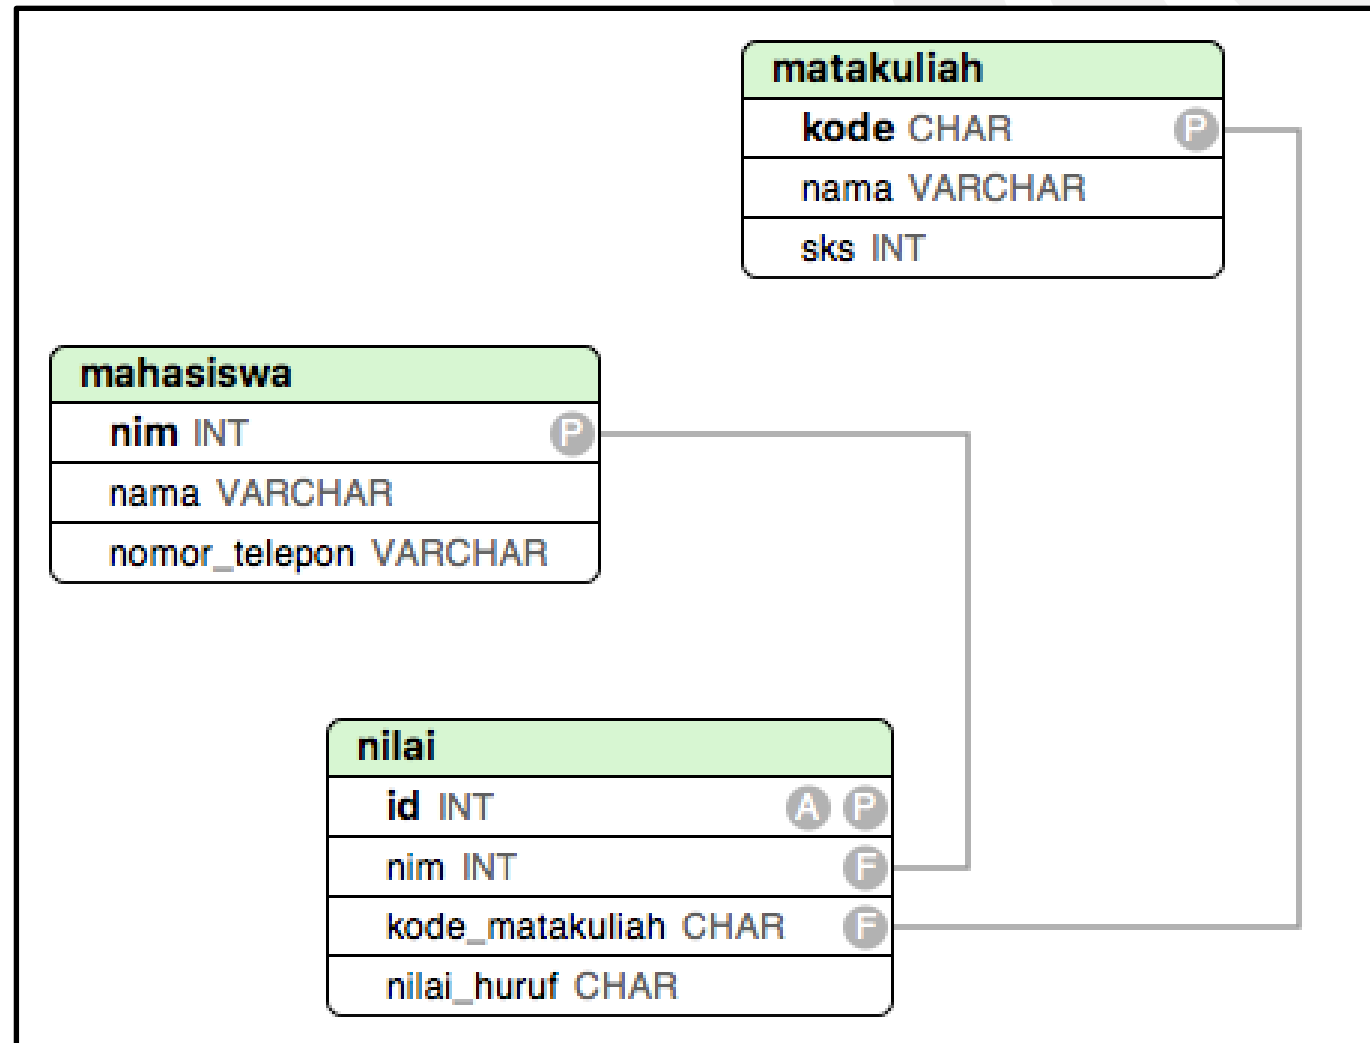 matakuliah
kode CHAR P
nama VARCHAR
sks INT
mahasiswa
nim INT P
nama VARCHAR
nomor_telepon VARCHAR
nilai
id INT A P
nim INT F
kode_matakuliah CHAR F
nilai_huruf CHAR